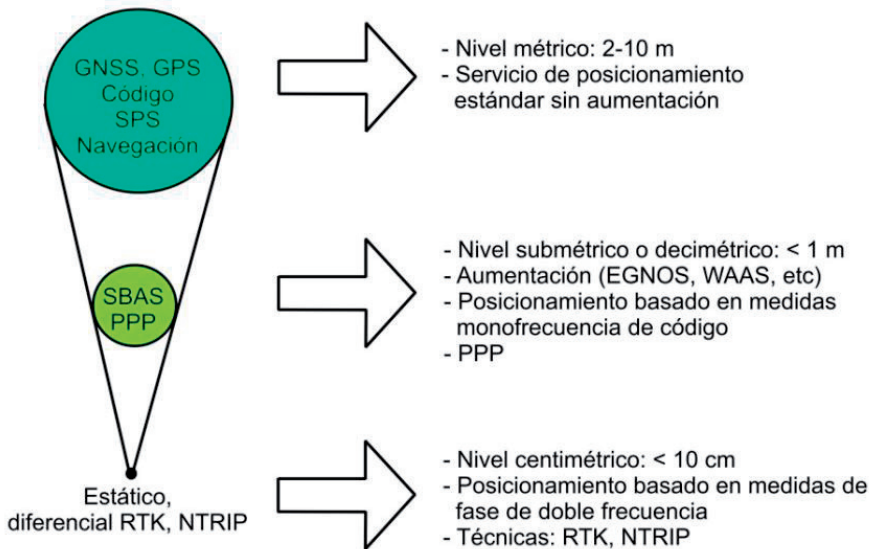 GNSS, GPS
Código
SPS
Navegación
- Nivel métrico: 2-10 m
- Servicio de posicionamiento
estándar sin aumentación
SBAS
PPP
- Nivel submétrico o decimétrico: < 1 m
- Aumentación (EGNOS, WAAS, etc)
- Posicionamiento basado en medidas
monofrecuencia de código
- PPP
Estático,
diferencial RTK, NTRIP
- Nivel centimétrico: < 10 cm
- Posicionamiento basado en medidas de
fase de doble frecuencia
- Técnicas: RTK, NTRIP